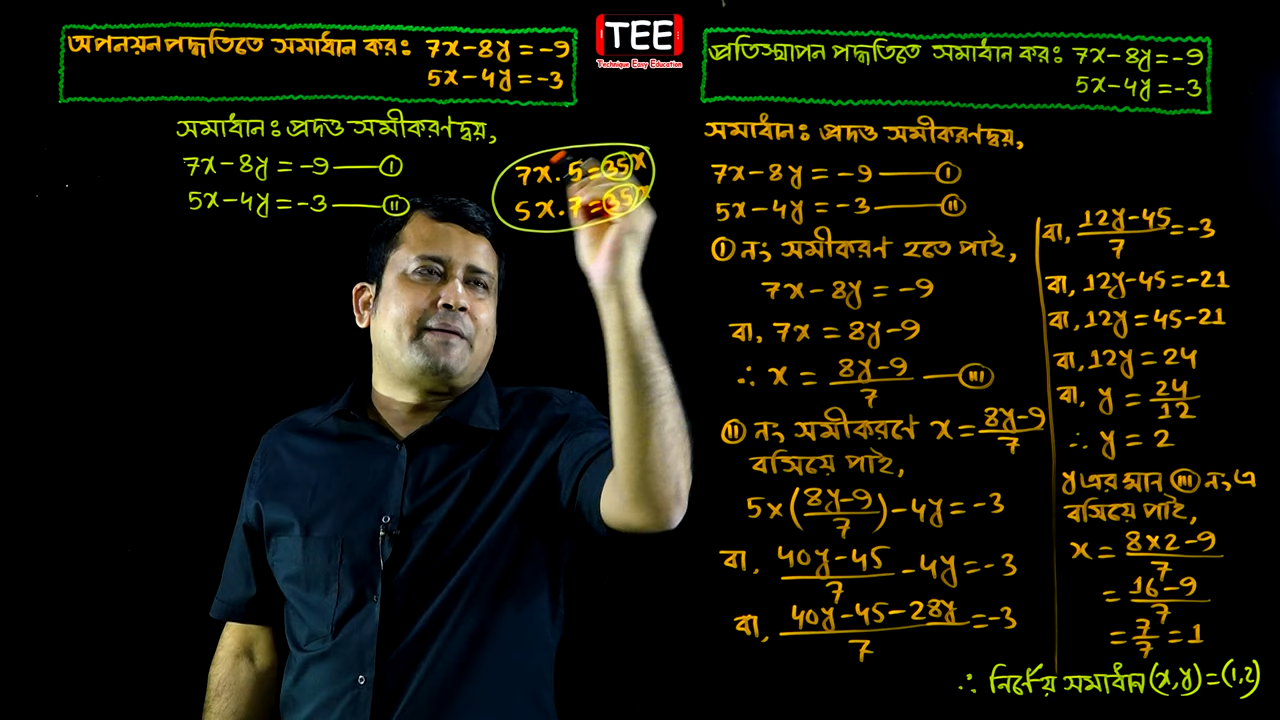 অপনয়ন পদ্ধতিতে সমাধান কর: 7x-8y=-9
5x-4y=-3
সমাধান: প্রদত্ত সমীকরণদ্বয়,
7x-8y=-9 — (I)
5x-4y=-3 — (II)
7x.5=35x
5x.7=35x
TEE
Technique Easy Education
প্রতিস্থাপন পদ্ধতিতে সমাধান কর: 7x-8y=-9
5x-4y=-3
সমাধান: প্রদত্ত সমীকরণদ্বয়,
7x-8y=-9 — (I)
5x-4y=-3 — (II)
(I) নং সমীকরণ হতে পাই,
7x-8y=-9
বা, 7x=8y-9
∴ x = (8y-9)/7 — (III)
(II) নং সমীকরণে x=(8y-9)/7
বসিয়ে পাই,
5×((8y-9)/7)-4y=-3
বা, (40y-45)/7-4y=-3
বা, (40y-45-28y)/7=-3
বা, (12y-45)/7=-3
বা, 12y-45=-21
বা, 12y=45-21
বা, 12y=24
বা, y=24/12
∴ y=2
y এর মান (III) নং এ
বসিয়ে পাই,
x=(8×2-9)/7
=(16-9)/7
=7/7=1
∴ নির্ণেয় সমাধান (x,y)=(1,2)